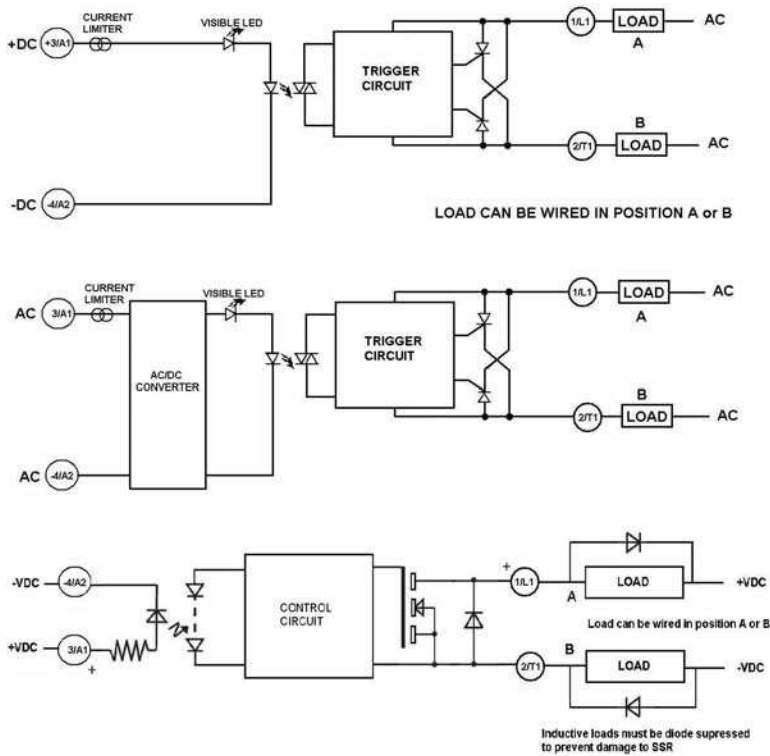 CURRENT
LIMITER
VISIBLE LED
+DC
+3/A1
TRIGGER
CIRCUIT
1/L1
LOAD
AC
A
B
2/T1
LOAD
AC
-DC
-4/A2
LOAD CAN BE WIRED IN POSITION A or B
CURRENT
LIMITER
VISIBLE LED
AC
3/A1
AC/DC
CONVERTER
TRIGGER
CIRCUIT
1/L1
LOAD
AC
A
B
2/T1
LOAD
AC
AC
-4/A2
-VDC
-4/A2
+VDC
3/A1
+
CONTROL
CIRCUIT
+
1/L1
A
LOAD
+VDC
Load can be wired in position A or B
2/T1
B
LOAD
-VDC
Inductive loads must be diode supressed
to prevent damage to SSR